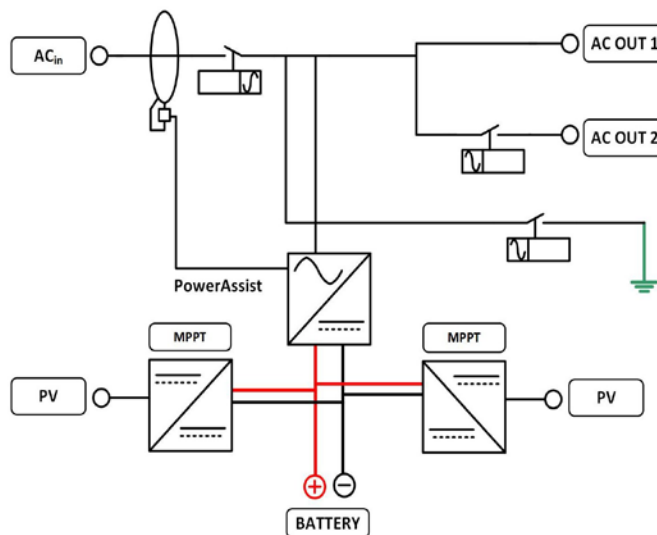 ACin
AC OUT 1
AC OUT 2
PowerAssist
MPPT
MPPT
PV
PV
+
−
BATTERY